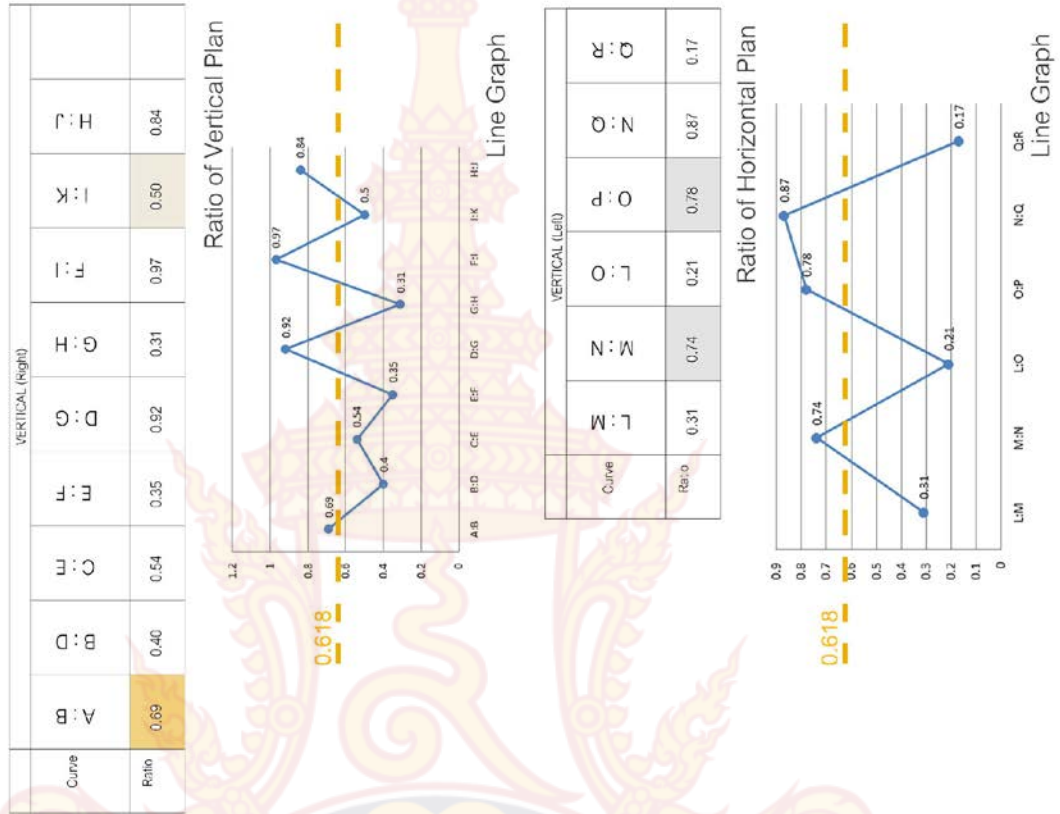 VERTICAL (Right)
Curve A : B B : D C : E E : F D : G G : H F : I I : K H : J
Ratio 0.69 0.40 0.54 0.35 0.92 0.31 0.97 0.50 0.84
Ratio of Vertical Plan
1.2
1
0.8
0.6
0.4
0.2
0
0.618
0.69 0.4 0.54 0.35 0.92 0.31 0.97 0.5 0.84
A:B B:D C:E E:F D:G G:H F:I I:K H:J
Line Graph
VERTICAL (Left)
Curve L : M M : N L : O O : P N : Q Q : R
Ratio 0.31 0.74 0.21 0.78 0.87 0.17
Ratio of Horizontal Plan
0.9
0.8
0.7
0.6
0.5
0.4
0.3
0.2
0.1
0
0.618
0.31 0.74 0.21 0.78 0.87 0.17
L:M M:N L:O O:P N:Q Q:R
Line Graph